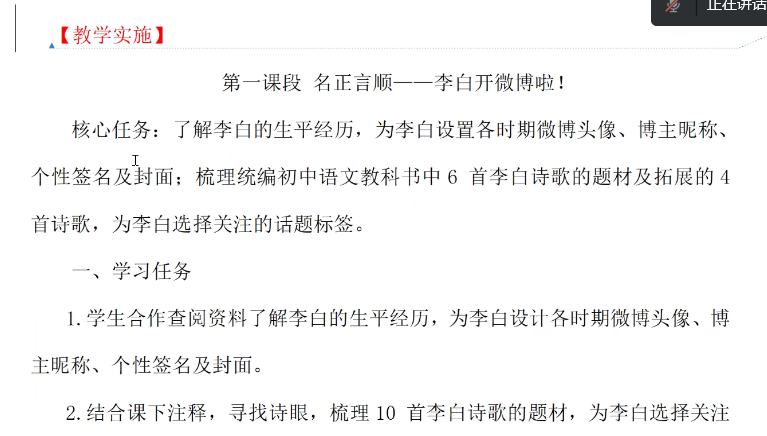 正在讲话
【教学实施】
第一课段 名正言顺——李白开微博啦！
核心任务：了解李白的生平经历，为李白设置各时期微博头像、博主昵称、
个性签名及封面；梳理统编初中语文教科书中 6 首李白诗歌的题材及拓展的 4
首诗歌，为李白选择关注的话题标签。
一、学习任务
1.学生合作查阅资料了解李白的生平经历，为李白设计各时期微博头像、博
主昵称、个性签名及封面。
2.结合课下注释，寻找诗眼，梳理 10 首李白诗歌的题材，为李白选择关注